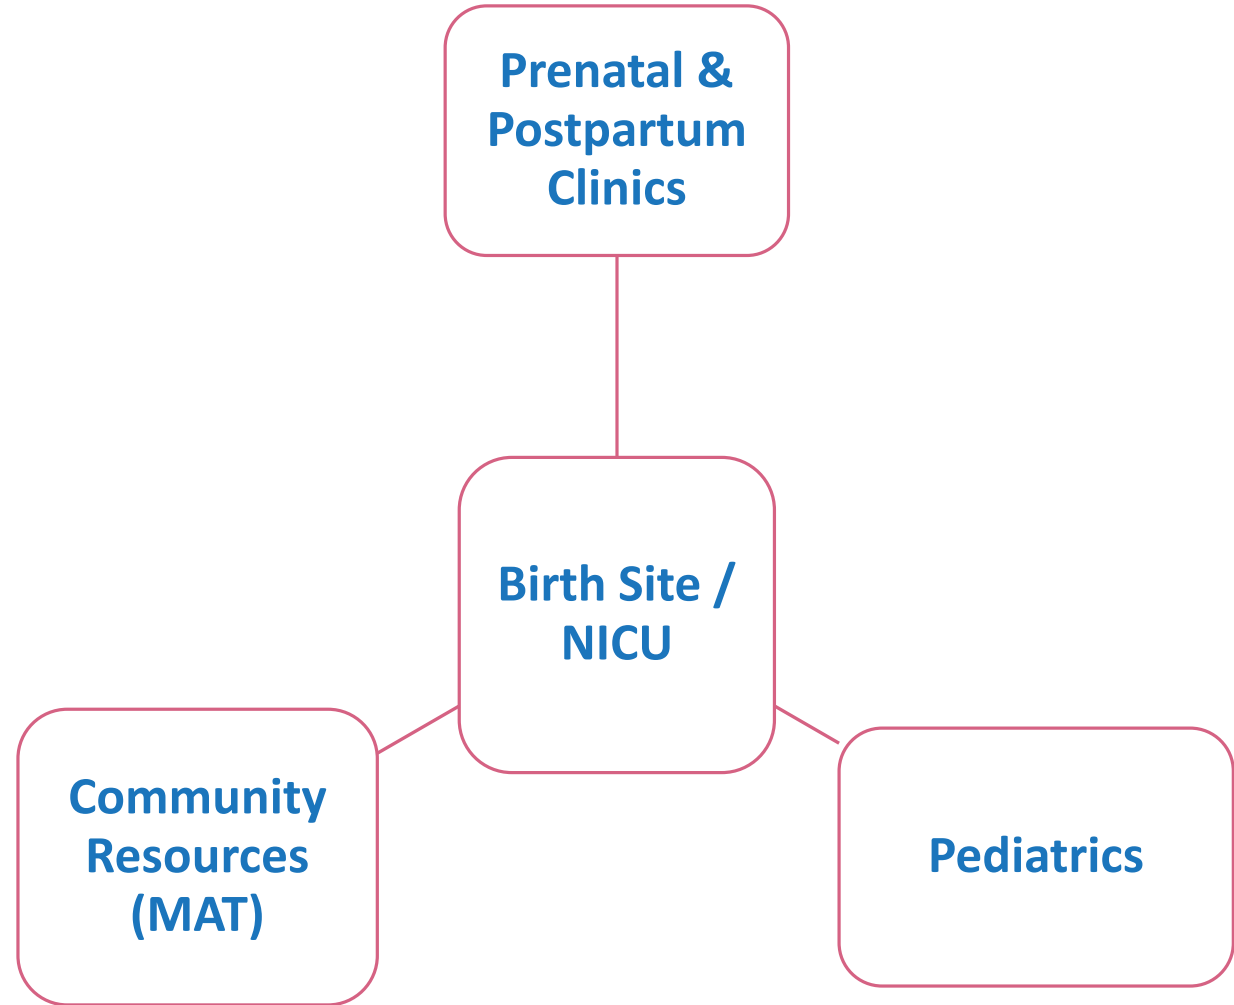 Prenatal &
Postpartum
Clinics
Birth Site /
NICU
Community
Resources
(MAT)
Pediatrics